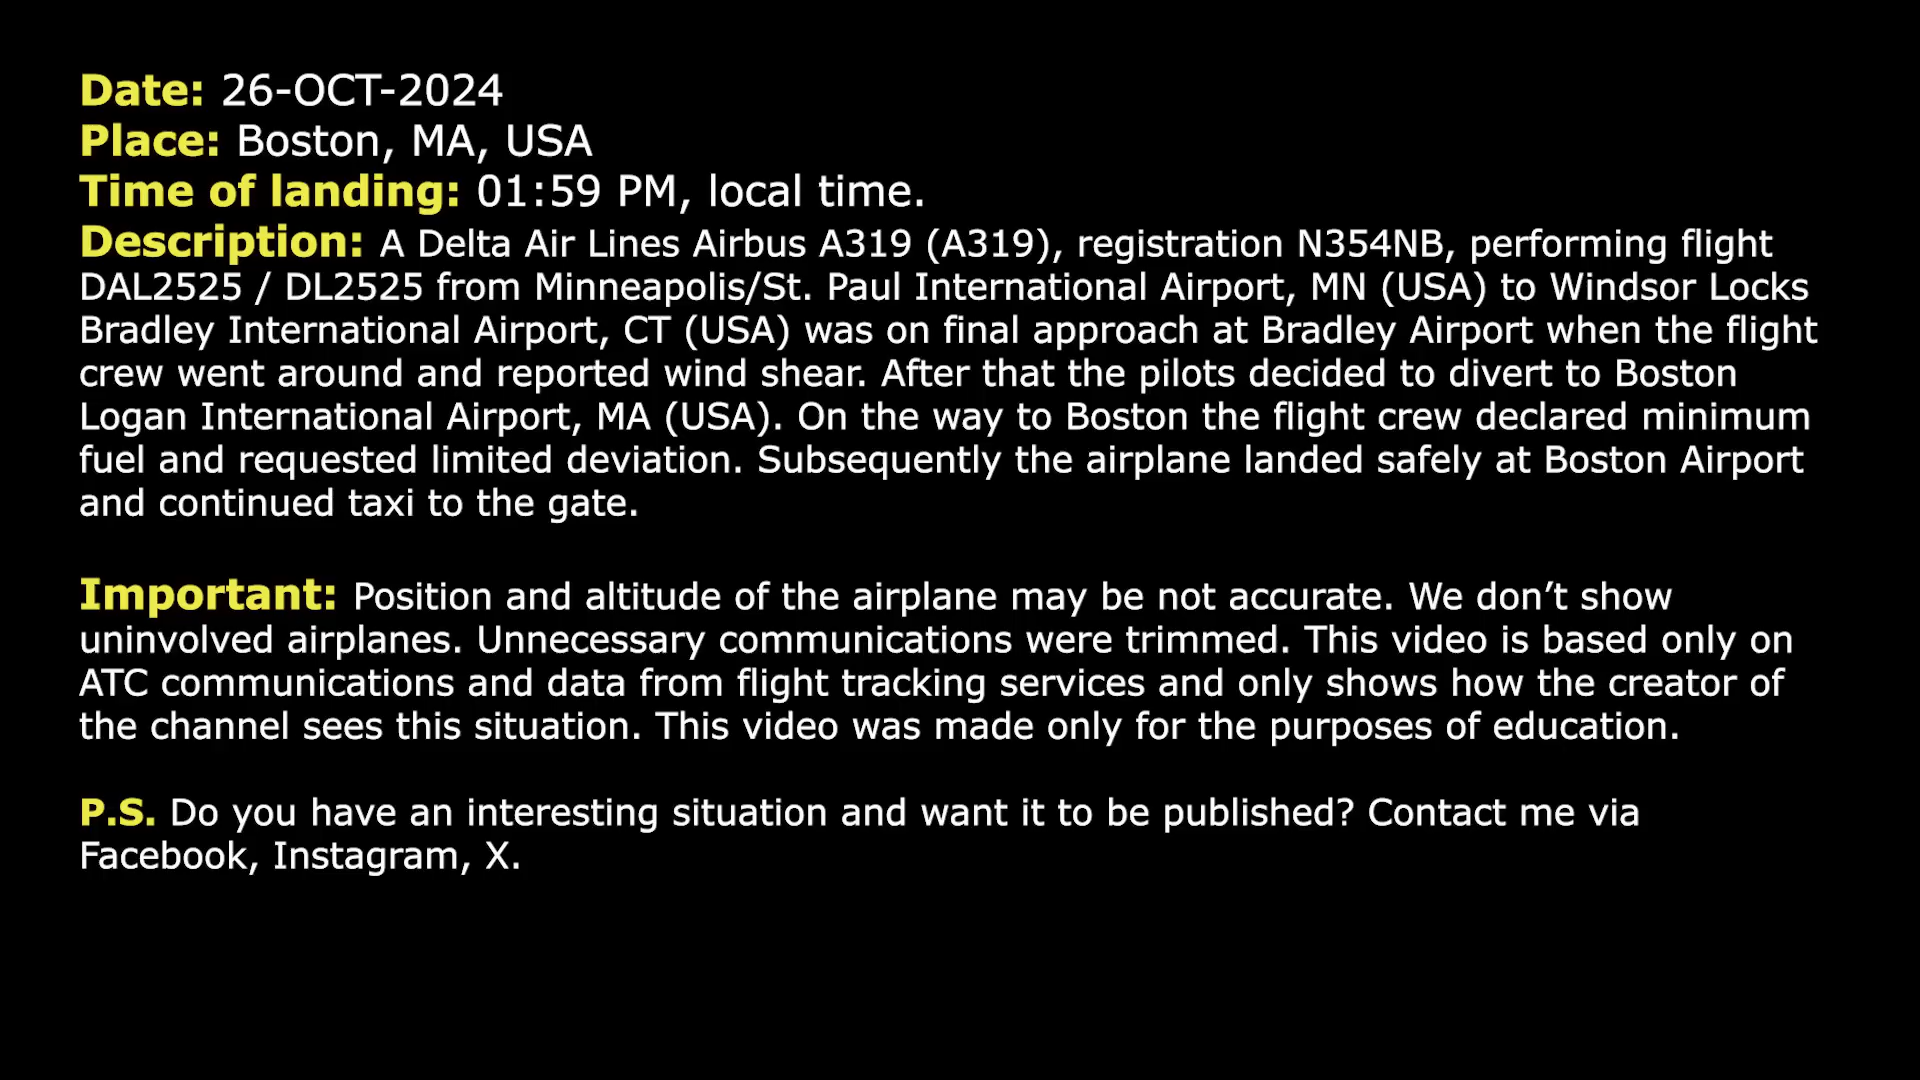 Date: 26-OCT-2024
Place: Boston, MA, USA
Time of landing: 01:59 PM, local time.
Description: A Delta Air Lines Airbus A319 (A319), registration N354NB, performing flight
DAL2525 / DL2525 from Minneapolis/St. Paul International Airport, MN (USA) to Windsor Locks
Bradley International Airport, CT (USA) was on final approach at Bradley Airport when the flight
crew went around and reported wind shear. After that the pilots decided to divert to Boston
Logan International Airport, MA (USA). On the way to Boston the flight crew declared minimum
fuel and requested limited deviation. Subsequently the airplane landed safely at Boston Airport
and continued taxi to the gate.
Important: Position and altitude of the airplane may be not accurate. We don’t show
uninvolved airplanes. Unnecessary communications were trimmed. This video is based only on
ATC communications and data from flight tracking services and only shows how the creator of
the channel sees this situation. This video was made only for the purposes of education.
P.S. Do you have an interesting situation and want it to be published? Contact me via
Facebook, Instagram, X.